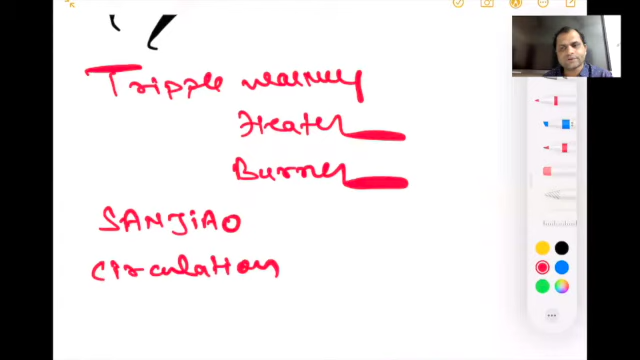 Tripple warmer
Heater
Burner
SANJiAO
circulation